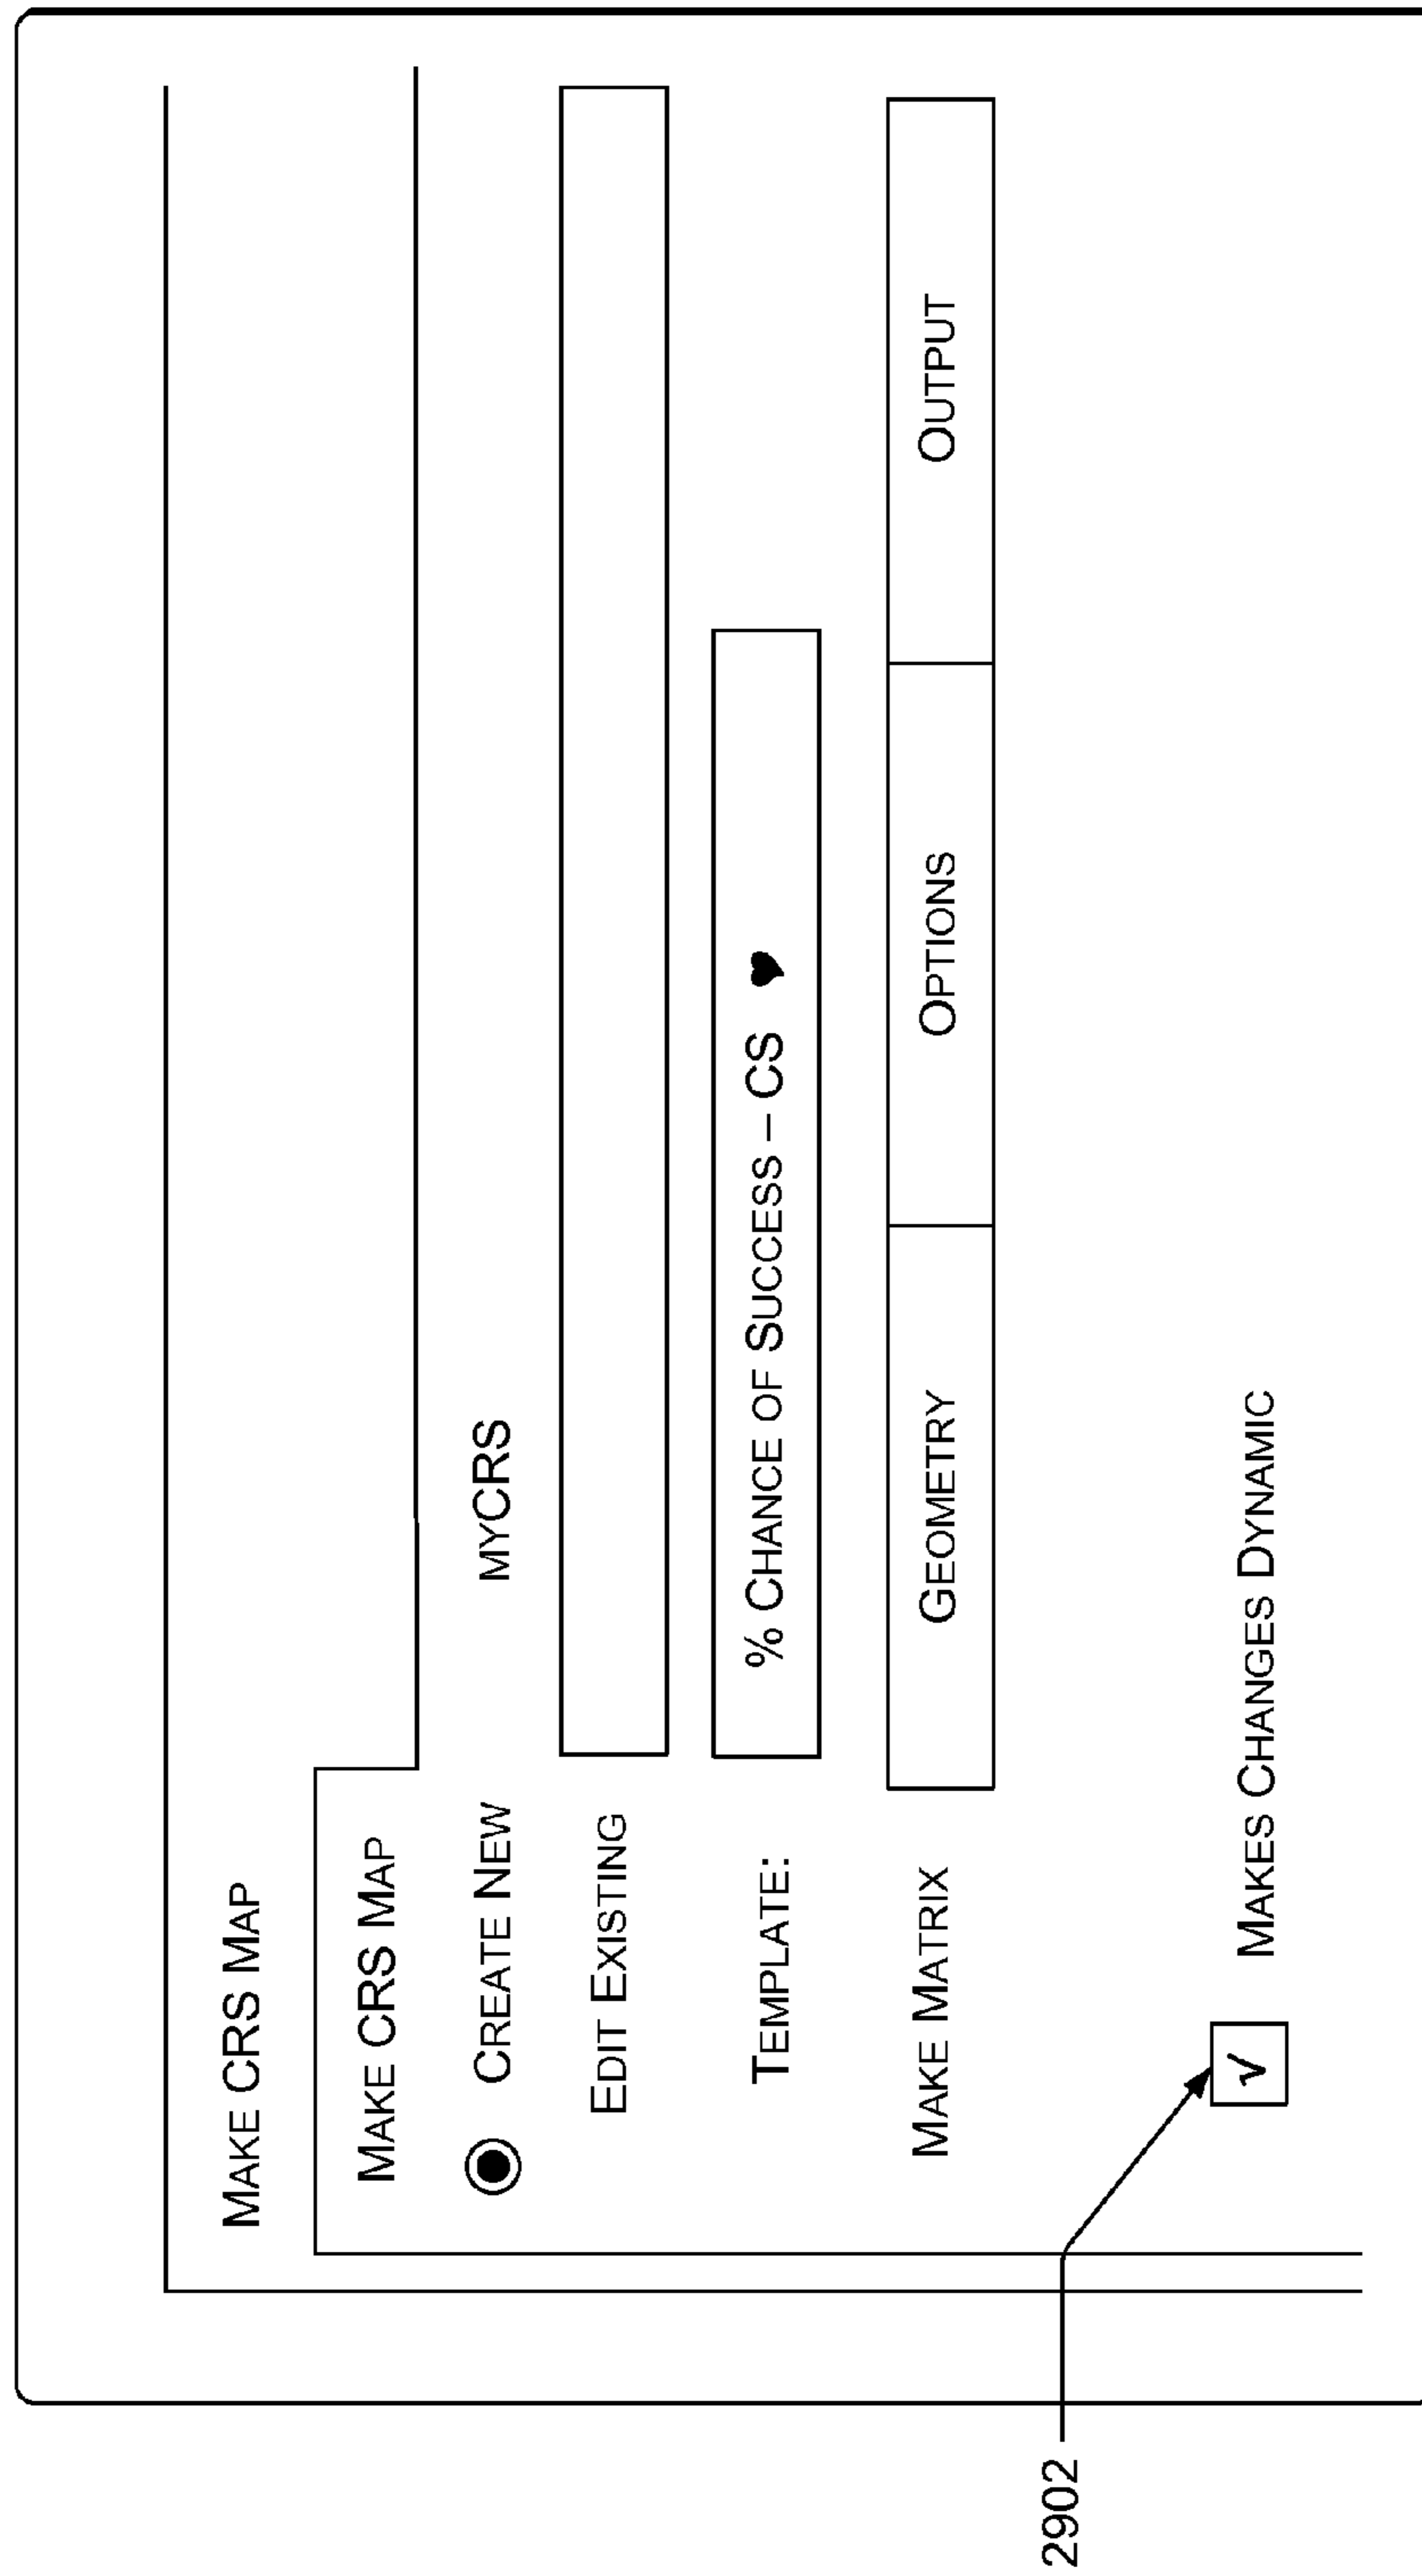 MAKE CRS MAP
MAKE CRS MAP
CREATE NEW MYCRS
EDIT EXISTING
TEMPLATE: % CHANCE OF SUCCESS – CS ♥
MAKE MATRIX GEOMETRY OPTIONS OUTPUT
2902
√ MAKES CHANGES DYNAMIC